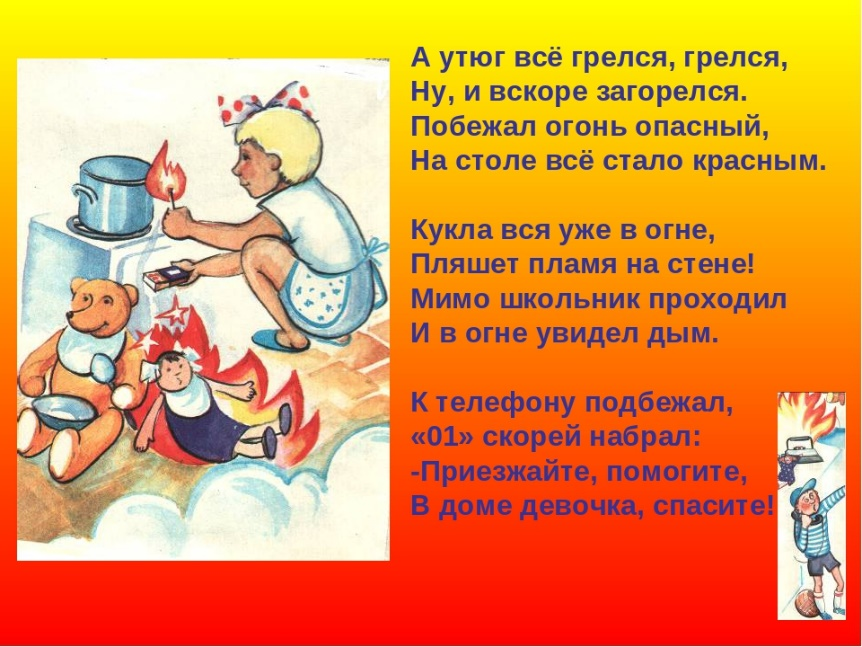 А утюг всё грелся, грелся,
Ну, и вскоре загорелся.
Побежал огонь опасный,
На столе всё стало красным.

Кукла вся уже в огне,
Пляшет пламя на стене!
Мимо школьник проходил
И в огне увидел дым.

К телефону подбежал,
«01» скорей набрал:
-Приезжайте, помогите,
В доме девочка, спасите!